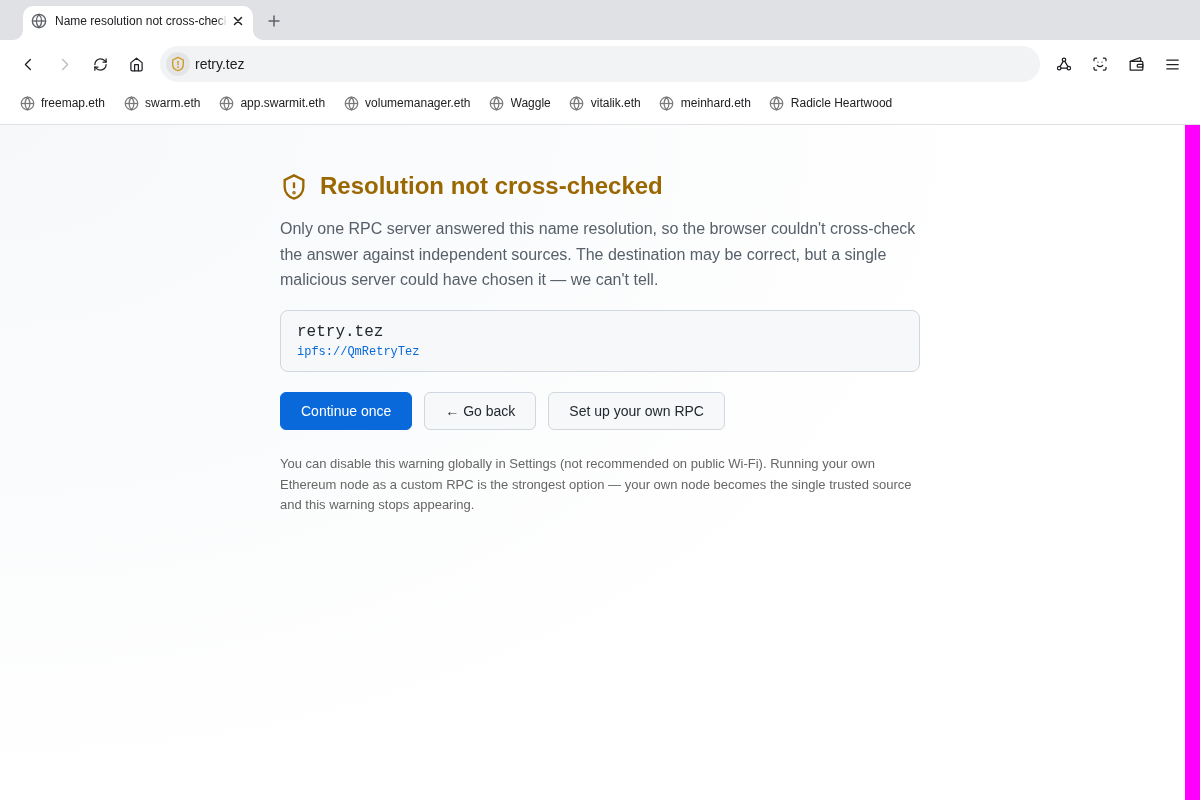 Name resolution not cross-chec
retry.tez
freemap.eth
swarm.eth
app.swarmit.eth
volumemanager.eth
Waggle
vitalik.eth
meinhard.eth
Radicle Heartwood
Resolution not cross-checked
Only one RPC server answered this name resolution, so the browser couldn't cross-check
the answer against independent sources. The destination may be correct, but a single
malicious server could have chosen it — we can't tell.
retry.tez
ipfs://QmRetryTez
Continue once
← Go back
Set up your own RPC
You can disable this warning globally in Settings (not recommended on public Wi-Fi). Running your own
Ethereum node as a custom RPC is the strongest option — your own node becomes the single trusted source
and this warning stops appearing.